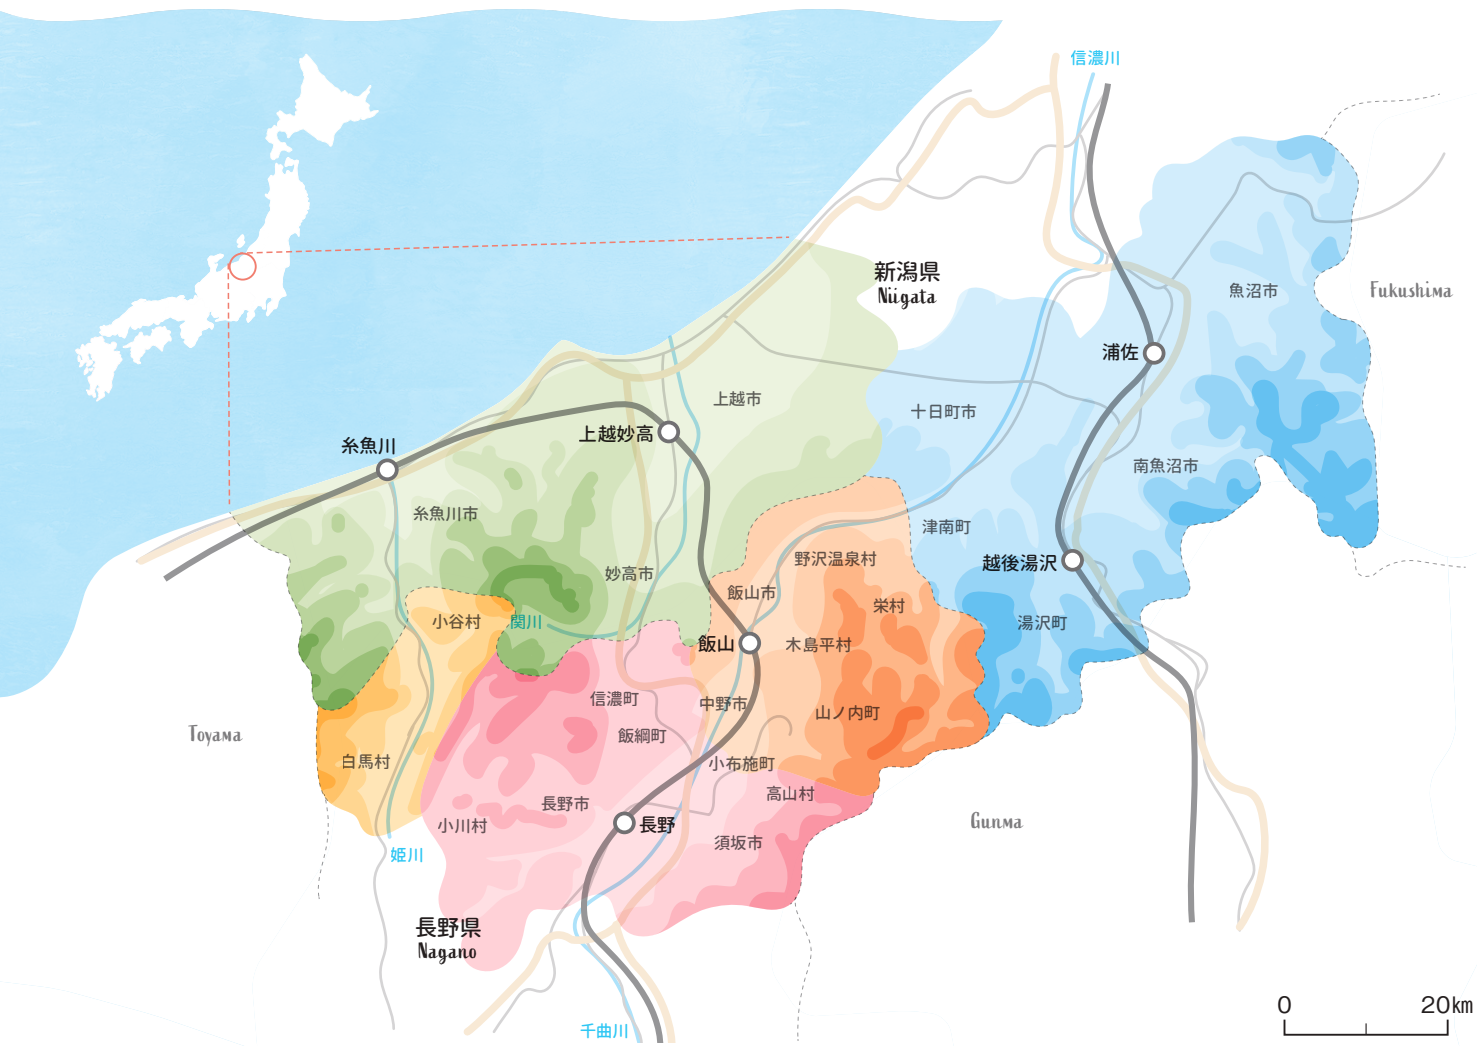 信濃川
新潟県
Niigata
魚沼市
Fukushima
浦佐
上越市
十日町市
上越妙高
糸魚川
南魚沼市
糸魚川市
津南町
野沢温泉村
越後湯沢
妙高市
飯山市
栄村
小谷村
関川
湯沢町
飯山
木島平村
信濃町
中野市
山ノ内町
Toyama
飯綱町
白馬村
小布施町
高山村
長野市
小川村
長野
Gunma
須坂市
姫川
長野県
Nagano
千曲川
0
20km